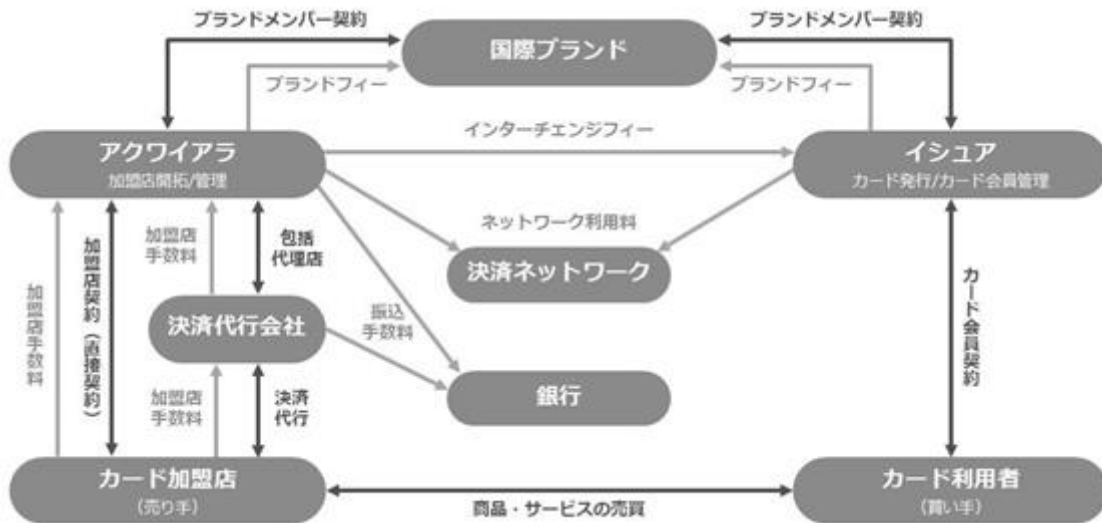 ブランドメンバー契約
ブランドメンバー契約
国際ブランド
ブランドフィー
ブランドフィー
インターチェンジフィー
アクワイアラ
加盟店開拓/管理
イシュア
カード発行/カード会員管理
加盟店手数料
加盟店契約（直接契約）
加盟店
手数料
包括
代理店
ネットワーク利用料
決済ネットワーク
カード会員契約
決済代行会社
振込
手数料
加盟店
手数料
決済
代行
銀行
カード加盟店
（売り手）
商品・サービスの売買
カード利用者
（買い手）